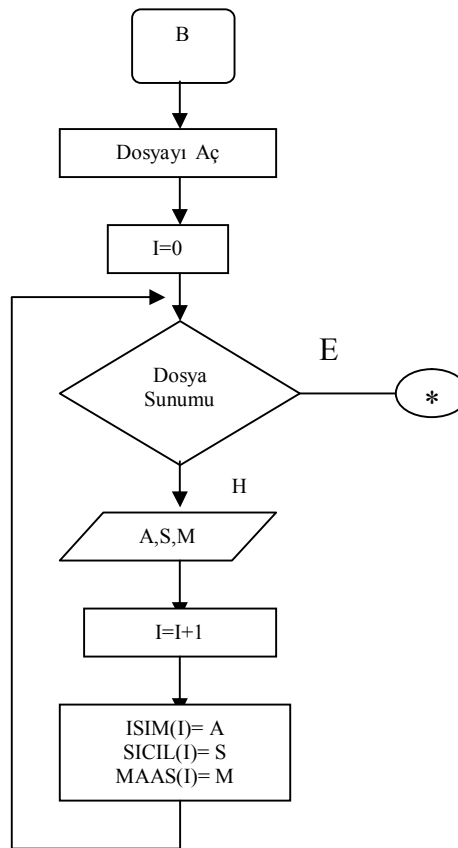 B
Dosyayı Aç
I=0
E
Dosya
Sunumu
*
H
A,S,M
I=I+1
ISIM(I)= A
SICIL(I)= S
MAAS(I)= M